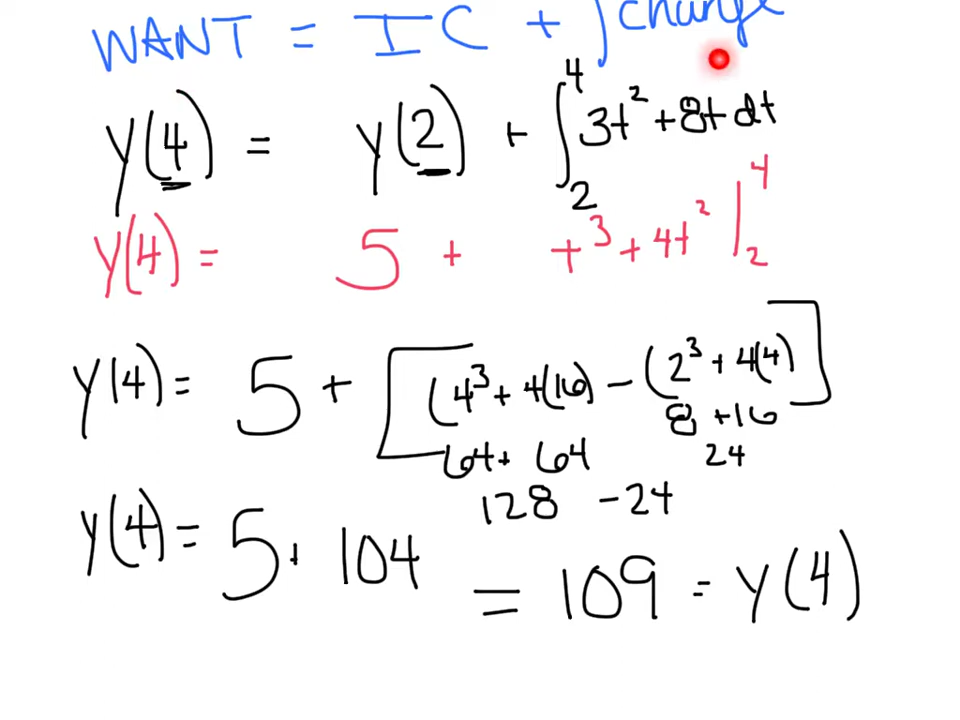 WANT = IC + ∫ change
y(4) = y(2) + ∫₂⁴ 3t² + 8t dt
y(4) = 5 + t³ + 4t² |₂⁴
y(4) = 5 + [(4³ + 4(16)) - (2³ + 4(4))]
64 + 64 8 + 16
24
128 - 24
y(4) = 5 + 104 = 109 = y(4)